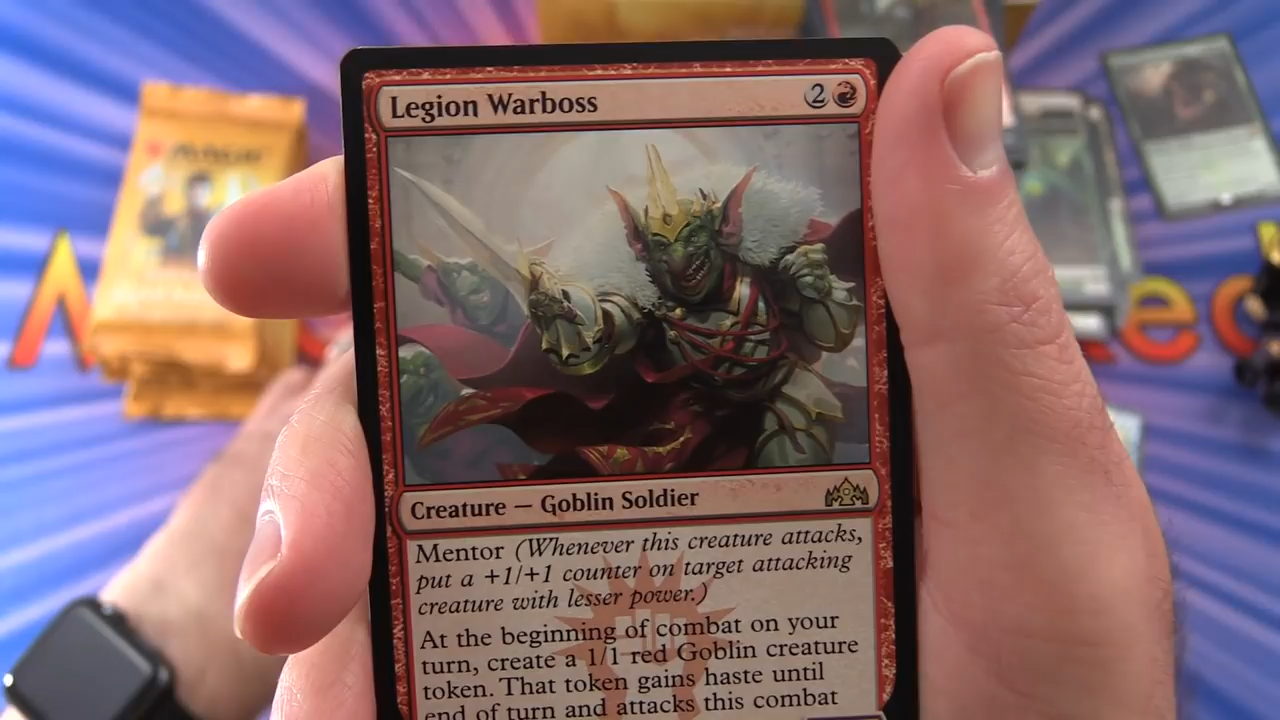 Legion Warboss 2
Creature — Goblin Soldier
Mentor (Whenever this creature attacks,
put a +1/+1 counter on target attacking
creature with lesser power.)
At the beginning of combat on your
turn, create a 1/1 red Goblin creature
token. That token gains haste until
end of turn and attacks this combat